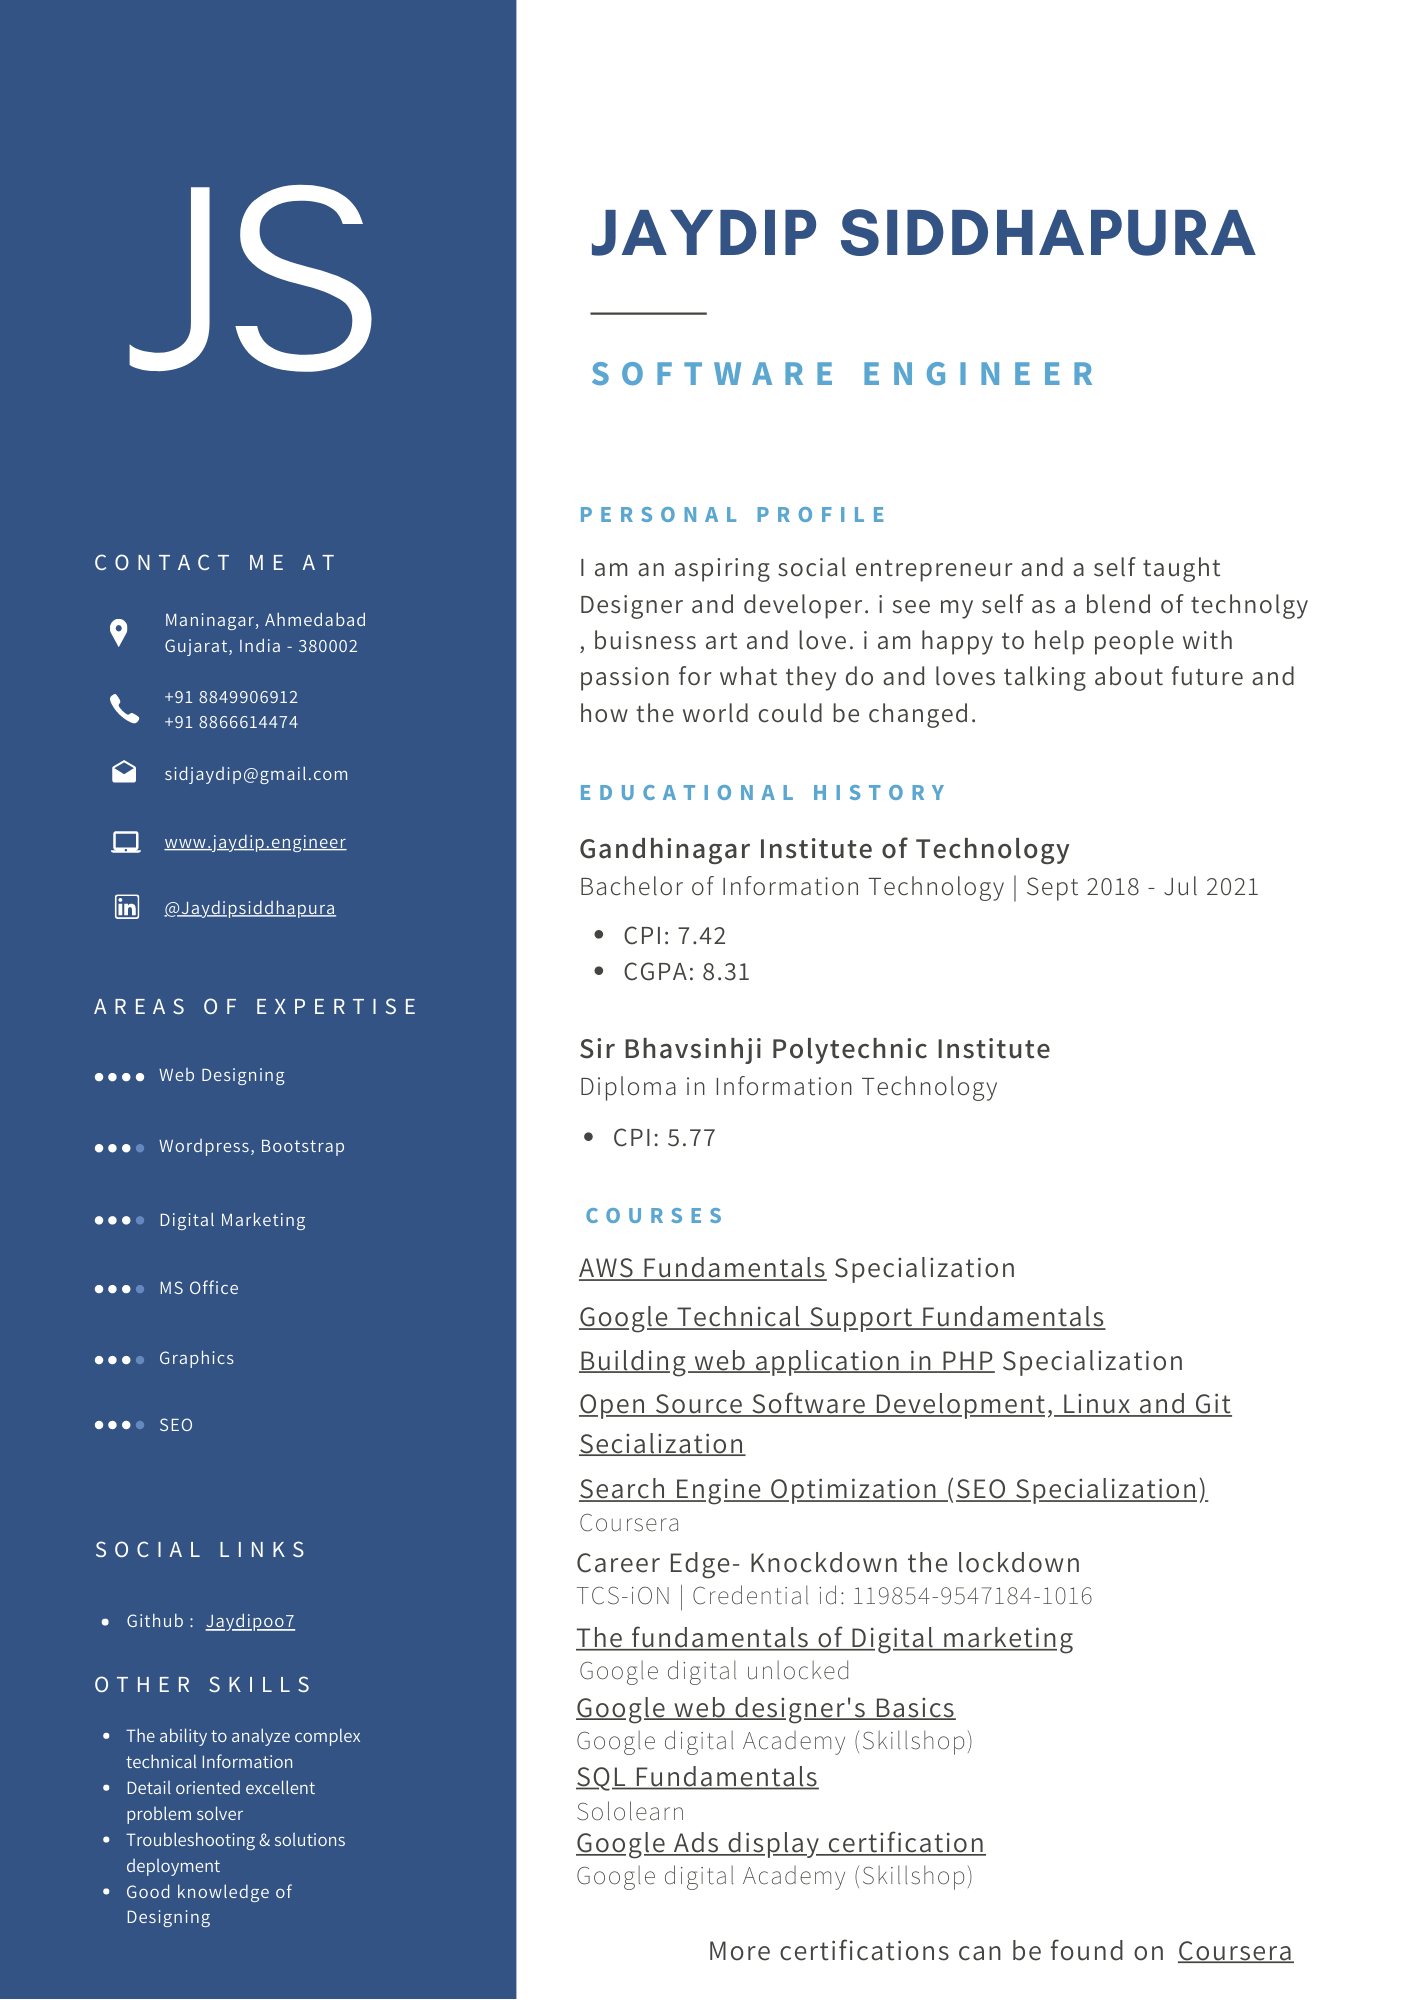 JS
CONTACT ME AT
Maninagar, Ahmedabad
Gujarat, India - 380002
+91 8849906912
+91 8866614474
sidjaydip@gmail.com
www.jaydip.engineer
in
@Jaydipsiddhapura
AREAS OF EXPERTISE
Web Designing
Wordpress, Bootstrap
Digital Marketing
MS Office
Graphics
SEO
SOCIAL LINKS
• Github : Jaydipoo7
OTHER SKILLS
• The ability to analyze complex
technical Information
• Detail oriented excellent
problem solver
• Troubleshooting & solutions
deployment
• Good knowledge of
Designing
JAYDIP SIDDHAPURA
SOFTWARE ENGINEER
PERSONAL PROFILE
I am an aspiring social entrepreneur and a self taught
Designer and developer. i see my self as a blend of technolgy
, buisness art and love. i am happy to help people with
passion for what they do and loves talking about future and
how the world could be changed.
EDUCATIONAL HISTORY
Gandhinagar Institute of Technology
Bachelor of Information Technology | Sept 2018 - Jul 2021
• CPI: 7.42
• CGPA: 8.31
Sir Bhavsinhji Polytechnic Institute
Diploma in Information Technology
• CPI: 5.77
COURSES
AWS Fundamentals Specialization
Google Technical Support Fundamentals
Building web application in PHP Specialization
Open Source Software Development, Linux and Git
Secialization
Search Engine Optimization (SEO Specialization)
Coursera
Career Edge- Knockdown the lockdown
TCS-iON | Credential id: 119854-9547184-1016
The fundamentals of Digital marketing
Google digital unlocked
Google web designer's Basics
Google digital Academy (Skillshop)
SQL Fundamentals
Sololearn
Google Ads display certification
Google digital Academy (Skillshop)
More certifications can be found on Coursera